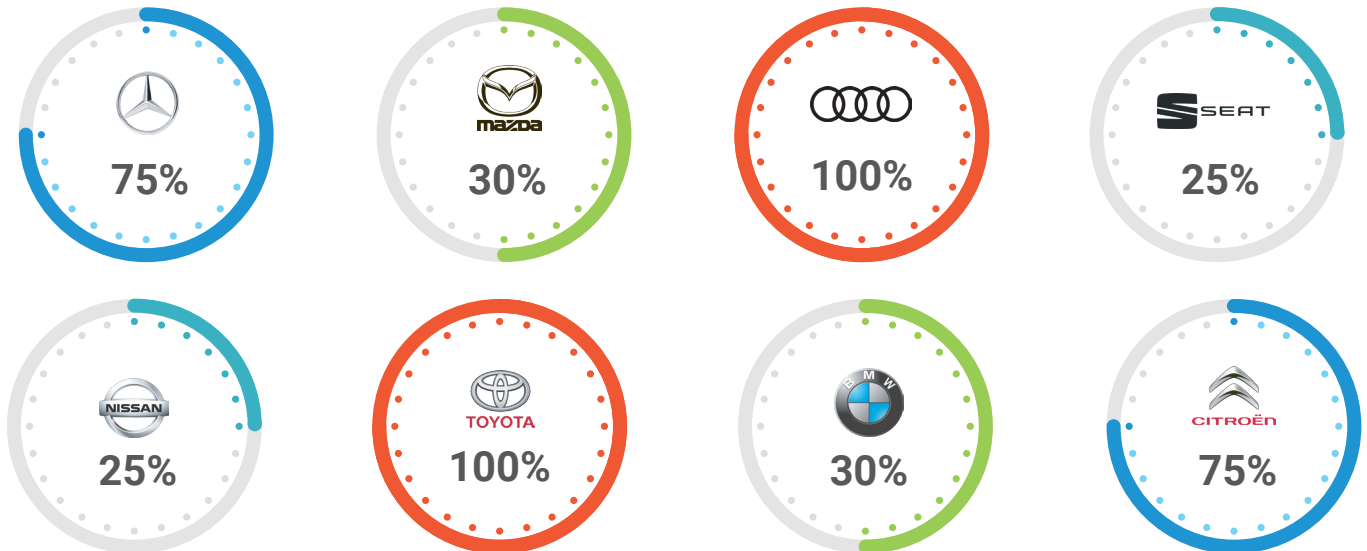 mazda
SEAT
75%
30%
100%
25%
NISSAN
TOYOTA
BMW
CITROËN
25%
100%
30%
75%